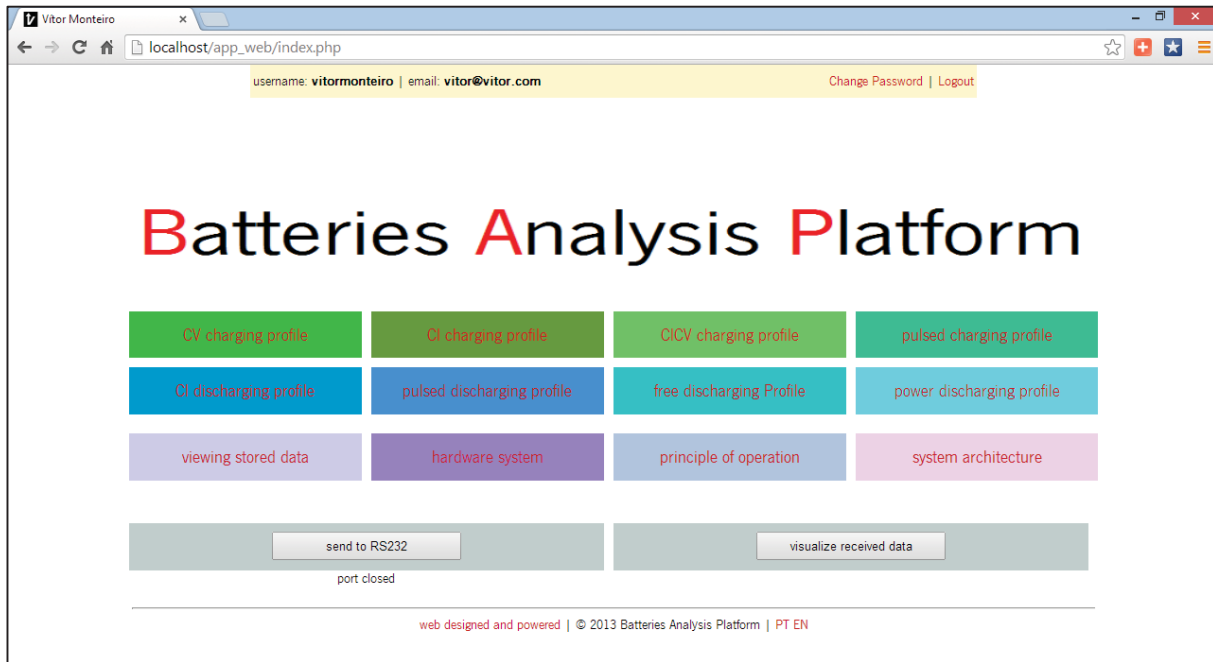 Vítor Monteiro
localhost/app_web/index.php
username: vitormonteiro | email: vitor@vitor.com Change Password | Logout
Batteries Analysis Platform
CV charging profile CI charging profile CICV charging profile pulsed charging profile
CI discharging profile pulsed discharging profile free discharging Profile power discharging profile
viewing stored data hardware system principle of operation system architecture
send to RS232 visualize received data
port closed
web designed and powered | © 2013 Batteries Analysis Platform | PT EN